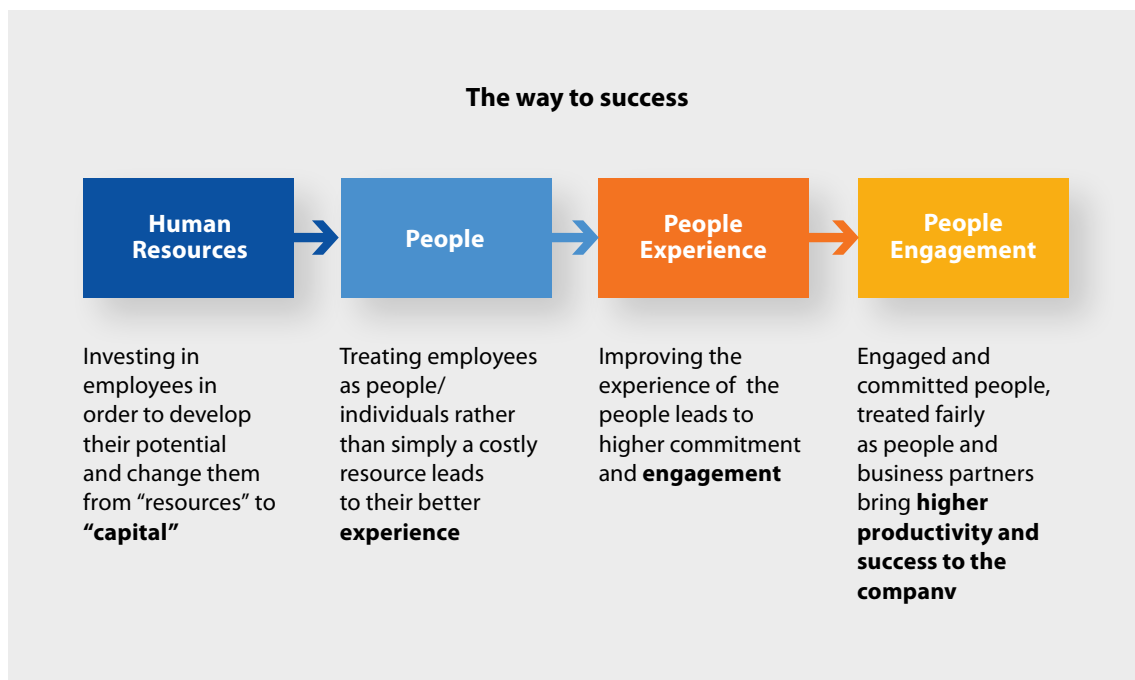 The way to success
Human
Resources
People
People
Experience
People
Engagement
Investing in
employees in
order to develop
their potential
and change them
from “resources” to
“capital”
Treating employees
as people/
individuals rather
than simply a costly
resource leads
to their better
experience
Improving the
experience of  the
people leads to
higher commitment
and engagement
Engaged and
committed people,
treated fairly
as people and
business partners
bring higher
productivity and
success to the
company